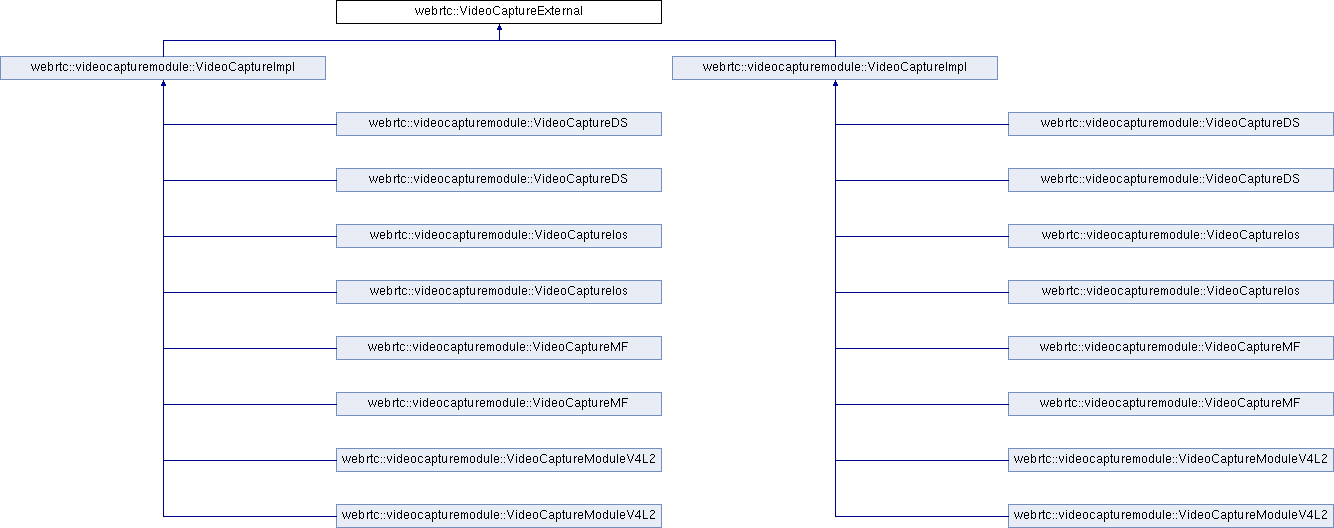 webrtc::VideoCaptureExternal
webrtc::videocapturemodule::VideoCaptureImpl
webrtc::videocapturemodule::VideoCaptureImpl
webrtc::videocapturemodule::VideoCaptureDS
webrtc::videocapturemodule::VideoCaptureDS
webrtc::videocapturemodule::VideoCaptureDS
webrtc::videocapturemodule::VideoCaptureDS
webrtc::videocapturemodule::VideoCaptureIos
webrtc::videocapturemodule::VideoCaptureIos
webrtc::videocapturemodule::VideoCaptureIos
webrtc::videocapturemodule::VideoCaptureIos
webrtc::videocapturemodule::VideoCaptureMF
webrtc::videocapturemodule::VideoCaptureMF
webrtc::videocapturemodule::VideoCaptureMF
webrtc::videocapturemodule::VideoCaptureMF
webrtc::videocapturemodule::VideoCaptureModuleV4L2
webrtc::videocapturemodule::VideoCaptureModuleV4L2
webrtc::videocapturemodule::VideoCaptureModuleV4L2
webrtc::videocapturemodule::VideoCaptureModuleV4L2